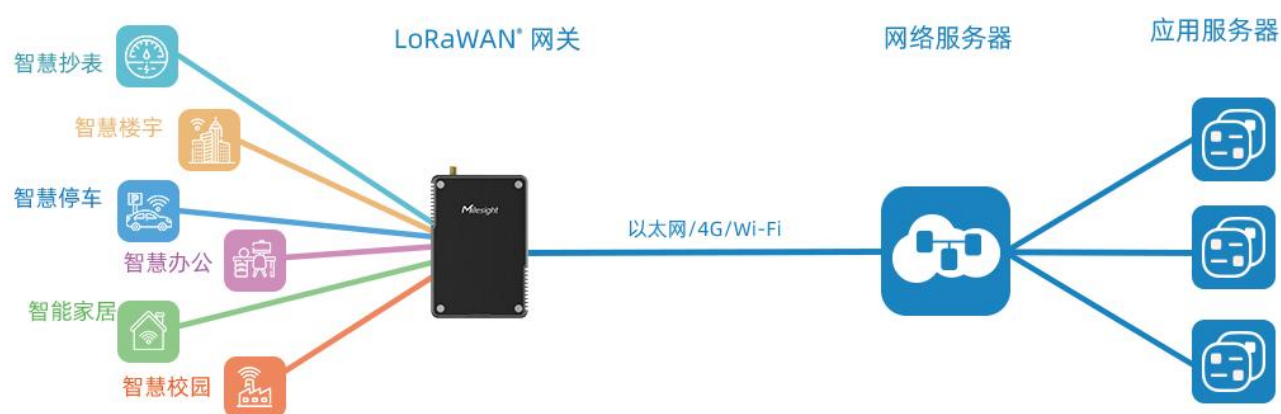 LoRaWAN® 网关
网络服务器
应用服务器
智慧抄表
智慧楼宇
智慧停车
P
Milesight
以太网/4G/Wi-Fi
智慧办公
智能家居
智慧校园